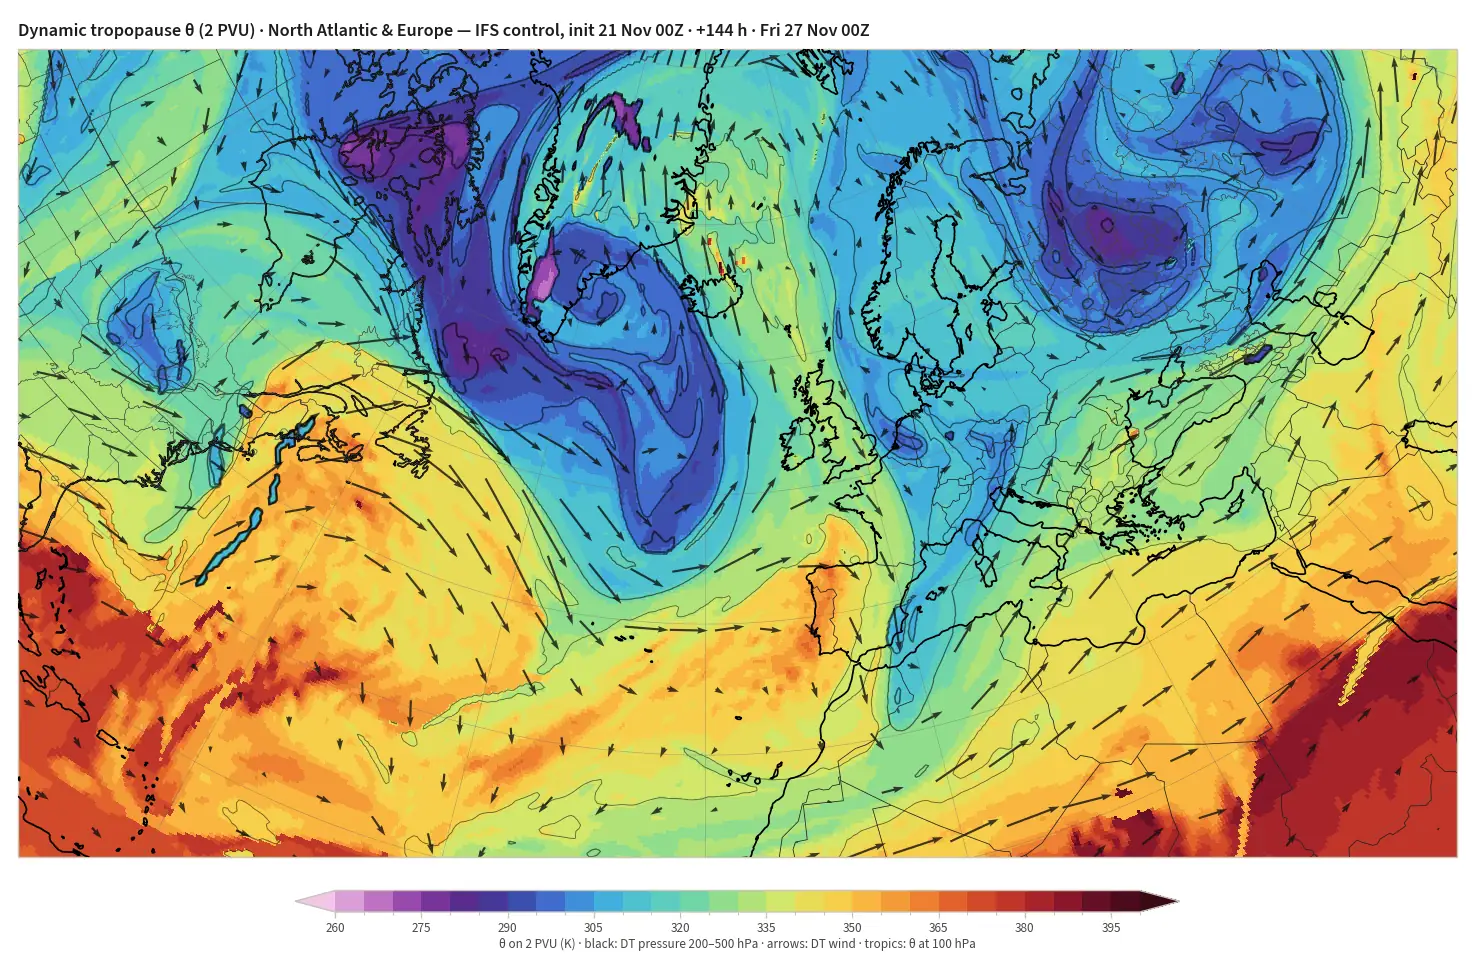 Dynamic tropopause θ (2 PVU) · North Atlantic & Europe — IFS control, init 21 Nov 00Z · +144 h · Fri 27 Nov 00Z
260 275 290 305 320 335 350 365 380 395
θ on 2 PVU (K) · black: DT pressure 200–500 hPa · arrows: DT wind · tropics: θ at 100 hPa